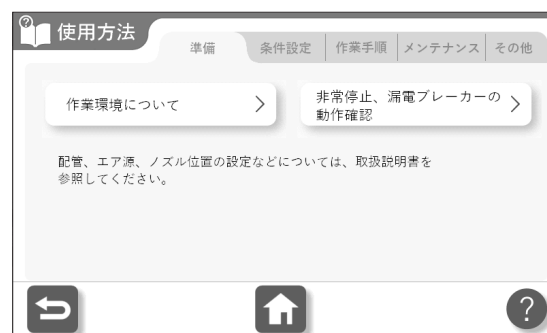 ?
使用方法
準備 条件設定 作業手順 メンテナンス その他
作業環境について
非常停止、漏電ブレーカーの
動作確認
配管、エア源、ノズル位置の設定などについては、取扱説明書を
参照してください。
?